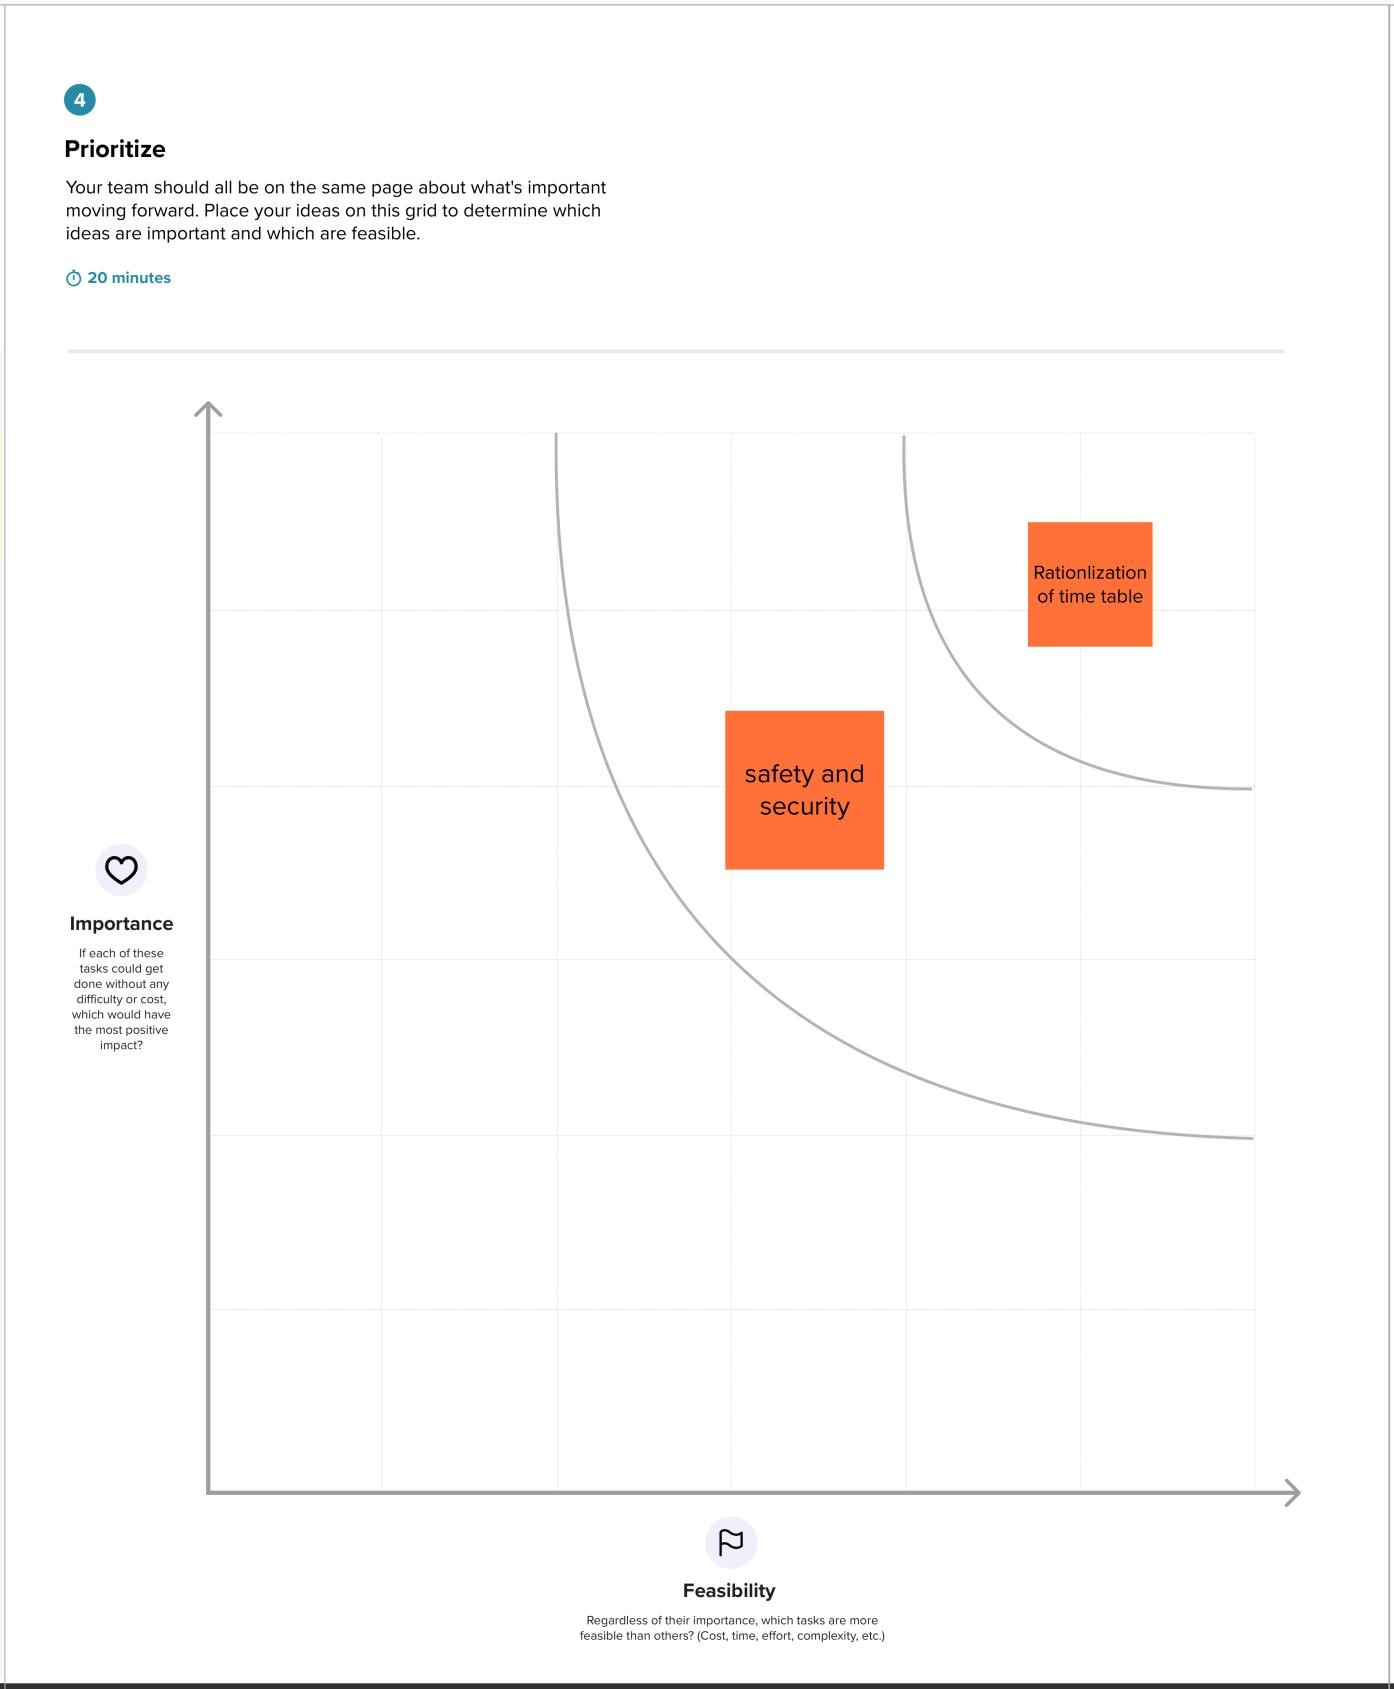 4
Prioritize
Your team should all be on the same page about what's important
moving forward. Place your ideas on this grid to determine which
ideas are important and which are feasible.
20 minutes
Rationlization
of time table
safety and
security
Importance
If each of these
tasks could get
done without any
difficulty or cost,
which would have
the most positive
impact?
Feasibility
Regardless of their importance, which tasks are more
feasible than others? (Cost, time, effort, complexity, etc.)